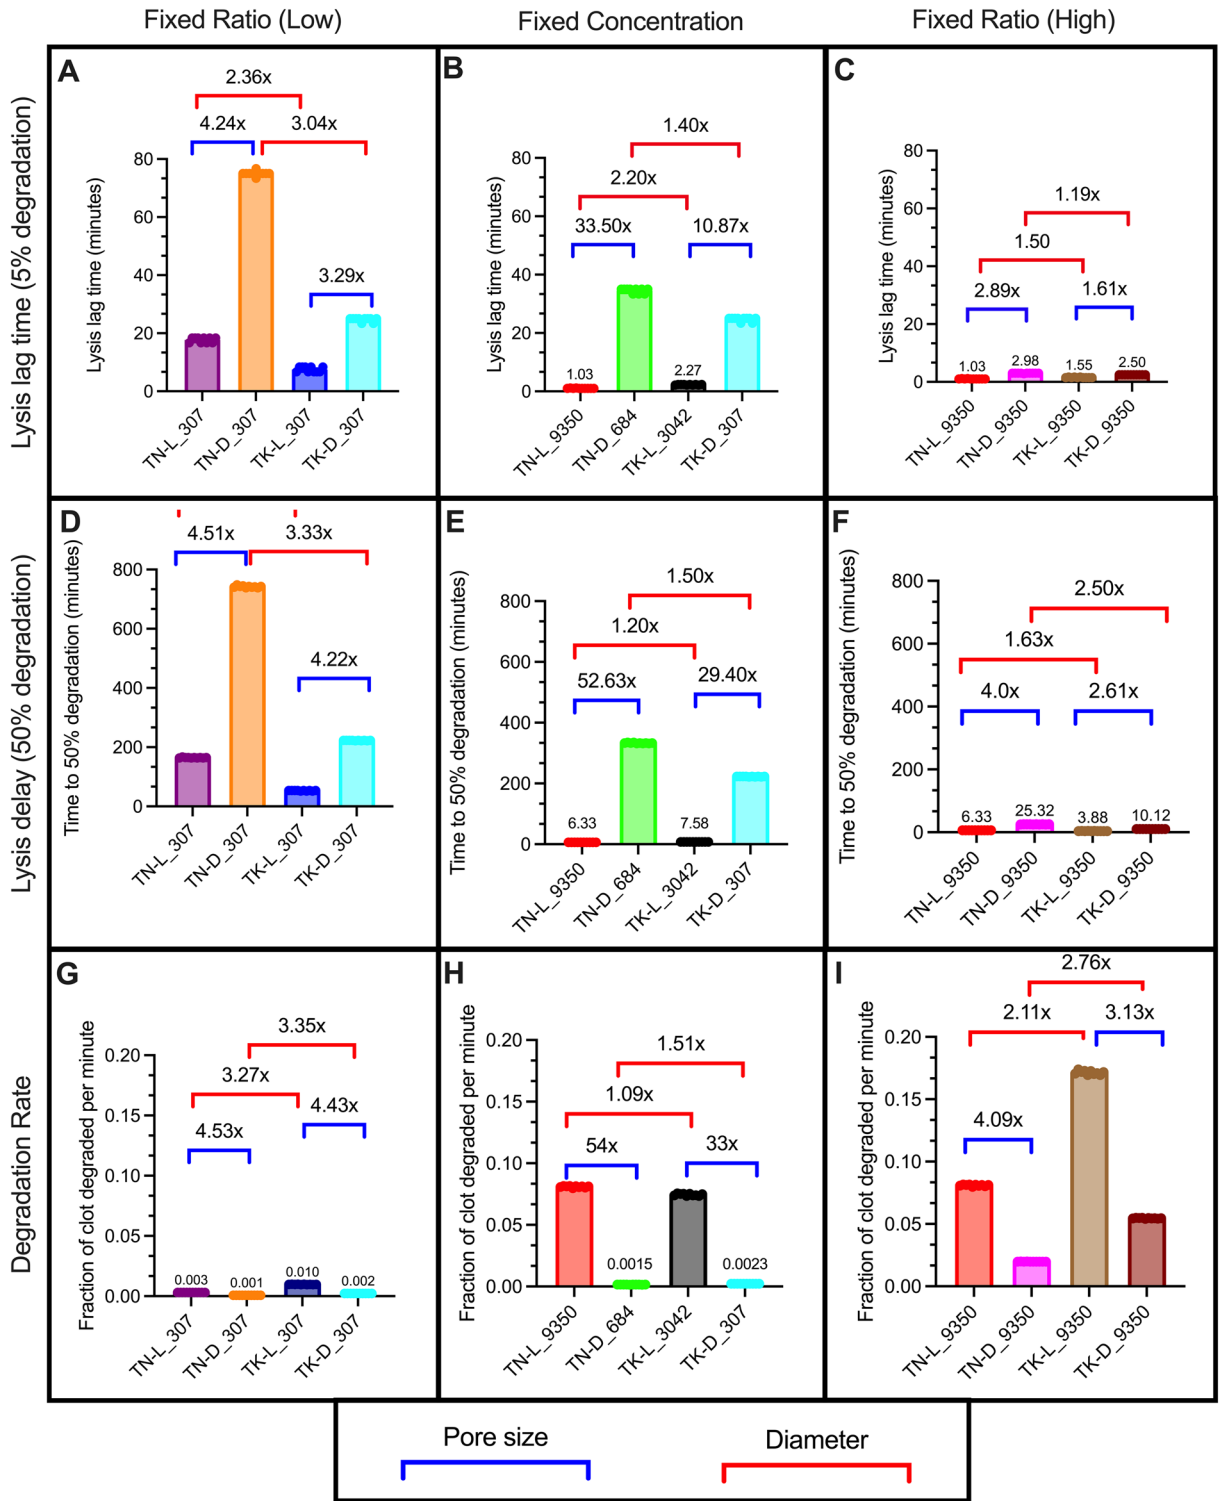 Fixed Ratio (Low)
Fixed Concentration
Fixed Ratio (High)
Lysis lag time (5% degradation)
A
2.36x
4.24x
3.04x
3.29x
Lysis lag time (minutes)
80
60
40
20
0
TN-L_307
TN-D_307
TK-L_307
TK-D_307
B
1.40x
2.20x
33.50x
10.87x
Lysis lag time (minutes)
80
60
40
20
0
1.03
2.27
TN-L_9350
TN-D_684
TK-L_3042
TK-D_307
C
1.19x
1.50
2.89x
1.61x
Lysis lag time (minutes)
80
60
40
20
0
1.03
2.98
1.55
2.50
TN-L_9350
TN-D_9350
TK-L_9350
TK-D_9350
Lysis delay (50% degradation)
D
4.51x
3.33x
4.22x
Time to 50% degradation (minutes)
800
600
400
200
0
TN-L_307
TN-D_307
TK-L_307
TK-D_307
E
1.50x
1.20x
52.63x
29.40x
Time to 50% degradation (minutes)
800
600
400
200
0
6.33
7.58
TN-L_9350
TN-D_684
TK-L_3042
TK-D_307
F
2.50x
1.63x
4.0x
2.61x
Time to 50% degradation (minutes)
800
600
400
200
0
6.33
25.32
3.88
10.12
TN-L_9350
TN-D_9350
TK-L_9350
TK-D_9350
Degradation Rate
G
3.35x
3.27x
4.43x
4.53x
Fraction of clot degraded per minute
0.20
0.15
0.10
0.05
0.00
0.003
0.001
0.010
0.002
TN-L_307
TN-D_307
TK-L_307
TK-D_307
H
1.51x
1.09x
54x
33x
Fraction of clot degraded per minute
0.20
0.15
0.10
0.05
0.00
0.0015
0.0023
TN-L_9350
TN-D_684
TK-L_3042
TK-D_307
I
2.76x
2.11x
3.13x
4.09x
Fraction of clot degraded per minute
0.20
0.15
0.10
0.05
0.00
TN-L_9350
TN-D_9350
TK-L_9350
TK-D_9350
Pore size
Diameter